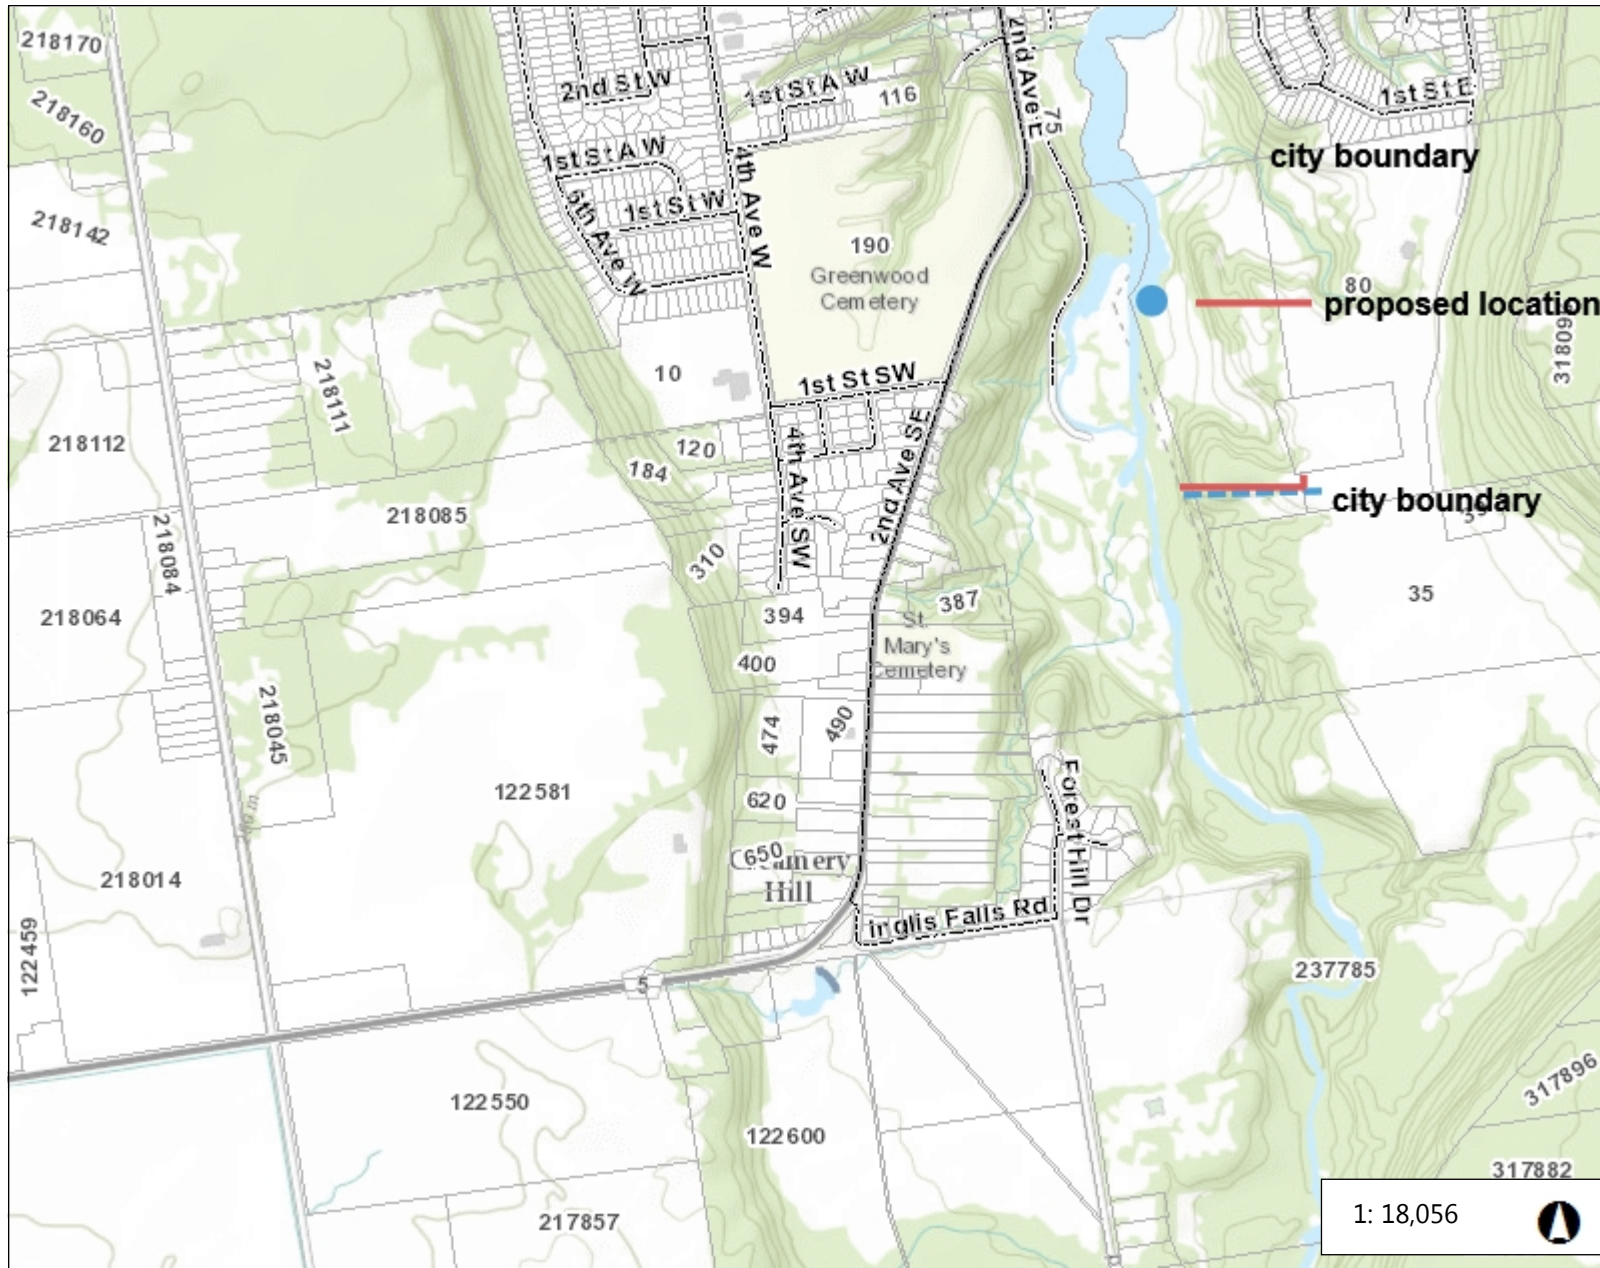 218170
2nd Ave E
2nd St W
1st St A W
116
1st St E
218160
75
1st St A W
4th Ave W
city boundary
1st St W
6th Ave W
218142
190
Greenwood
Cemetery
80
proposed location
10
1st St SW
218111
218112
120
184
4th Ave SW
2nd Ave SE
city boundary
218085
218084
310
35
218064
394
387
St.
Mary's
Cemetery
400
218045
474
490
122581
620
Forest Hill Dr
650
Hill
218014
Inglis Falls Rd
122459
5
237785
122550
317896
122600
317882
217857
1: 18,056